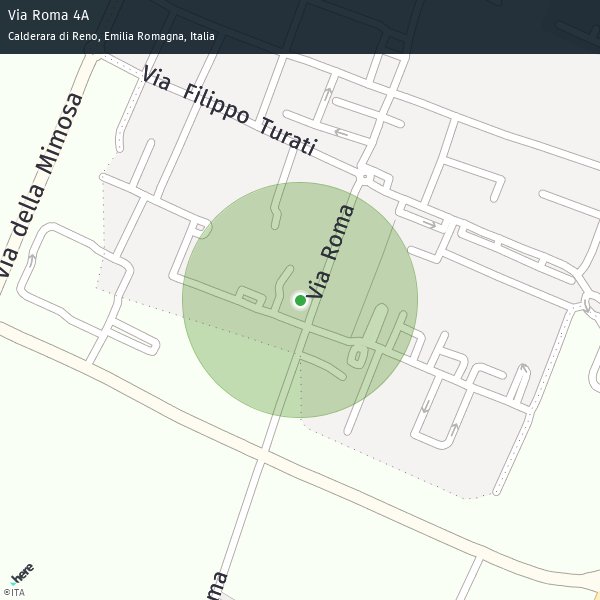 Via Roma 4A
Calderara di Reno, Emilia Romagna, Italia
Via Filippo Turati
Via della Mimosa
Via Roma
ma
here
©ITA